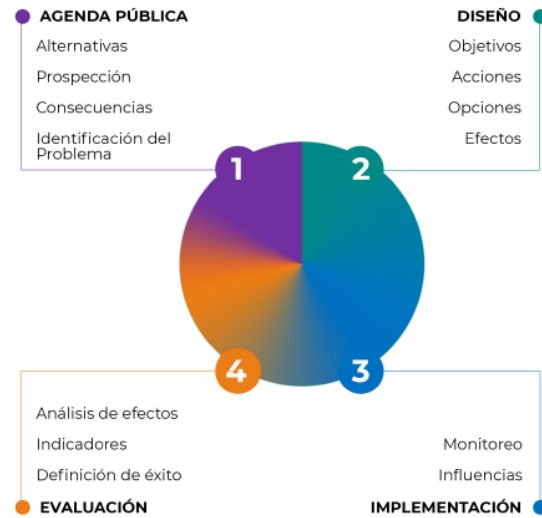 AGENDA PÚBLICA
Alternativas
Prospección
Consecuencias
Identificación del
Problema
1
DISEÑO
Objetivos
Acciones
Opciones
Efectos
2
3
Monitoreo
Influencias
IMPLEMENTACIÓN
4
Análisis de efectos
Indicadores
Definición de éxito
EVALUACIÓN